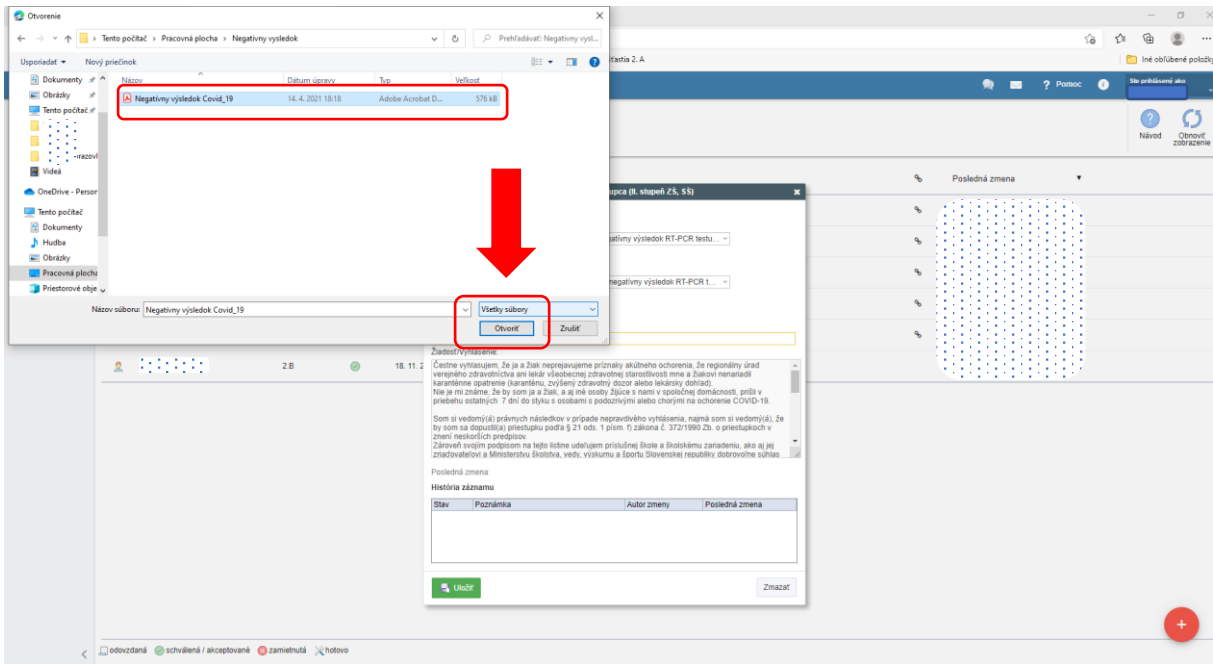 Otvorenie
Tento počítač › Pracovná plocha › Negatívny vysledok
Prehľadávať: Negatívny vysl...
Usporiadať
Nový priečinok
Názov
Dátum úpravy
Typ
Veľkosť
Negatívny výsledok Covid_19
14. 4. 2021 18:18
Adobe Acrobat D...
576 kB
Dokumenty
Obrázky
Tento počítač
Videá
OneDrive - Person
Tento počítač
Dokumenty
Hudba
Obrázky
Pracovná plocha
Priestorové obje
Názov súboru:
Negatívny výsledok Covid_19
Všetky súbory
Otvoriť
Zrušiť
ťastia 2. A
Iné obľúbené položky
? Pomoc
Ste prihlásený ako
Návod
Obnoviť zobrazenie
Posledná zmena
upca (II. stupeň ZŠ, SŠ)
atívny výsledok RT-PCR testu...
negatívny výsledok RT-PCR t...
2.B
18. 11. 2
Žiadosť/Vyhlásenie:
Čestne vyhlasujem, že ja a žiak neprejavujeme príznaky akútneho ochorenia, že regionálny úrad
verejného zdravotníctva ani lekár všeobecnej zdravotnej starostlivosti mne a žiakovi nenariadil
karanténne opatrenie (karanténu, zvýšený zdravotný dozor alebo lekársky dohľad).
Nie je mi známe, že by som ja a žiak, a aj iné osoby žijúce s nami v spoločnej domácnosti, prišli v
priebehu ostatných 7 dní do styku s osobami s podozrivými alebo chorými na ochorenie COVID-19.
Som si vedomý(á) právnych následkov v prípade nepravdivého vyhlásenia, najmä som si vedomý(á), že
by som sa dopustil(a) priestupku podľa § 21 ods. 1 písm. f) zákona č. 372/1990 Zb. o priestupkoch v
znení neskorších predpisov.
Zároveň svojím podpisom na tejto listine udeľujem príslušnej škole a školskému zariadeniu, ako aj jej
zriaďovateľovi a Ministerstvu školstva, vedy, výskumu a športu Slovenskej republiky dobrovoľne súhlas
Posledná zmena:
História záznamu
Stav
Poznámka
Autor zmeny
Posledná zmena
Uložiť
Zmazať
odovzdaná
schválená / akceptované
zamietnutá
hotovo